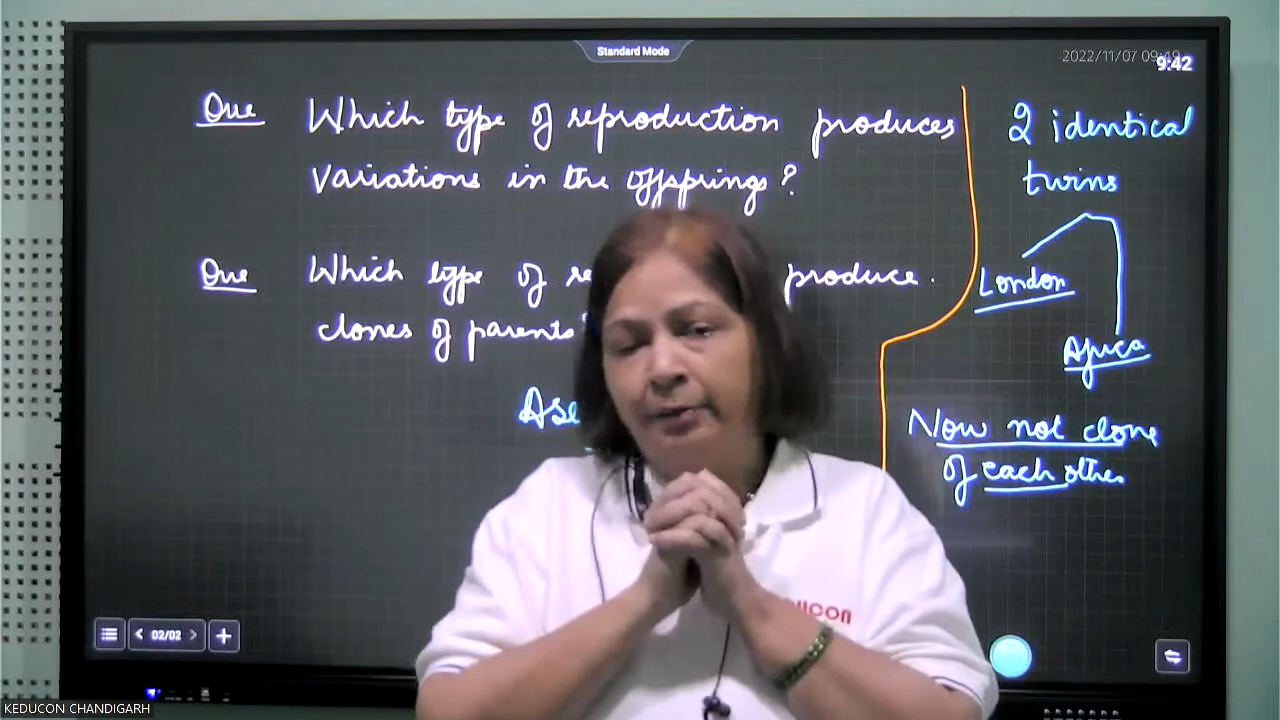 Standard Mode
2022/11/07 09:49
9:42
Que Which type of reproduction produces
variations in the offsprings?
Que Which type of produce.
clones of parents
2 identical
twins
London
Africa
Now not clone
of each other
02/02
KEDUCON CHANDIGARH